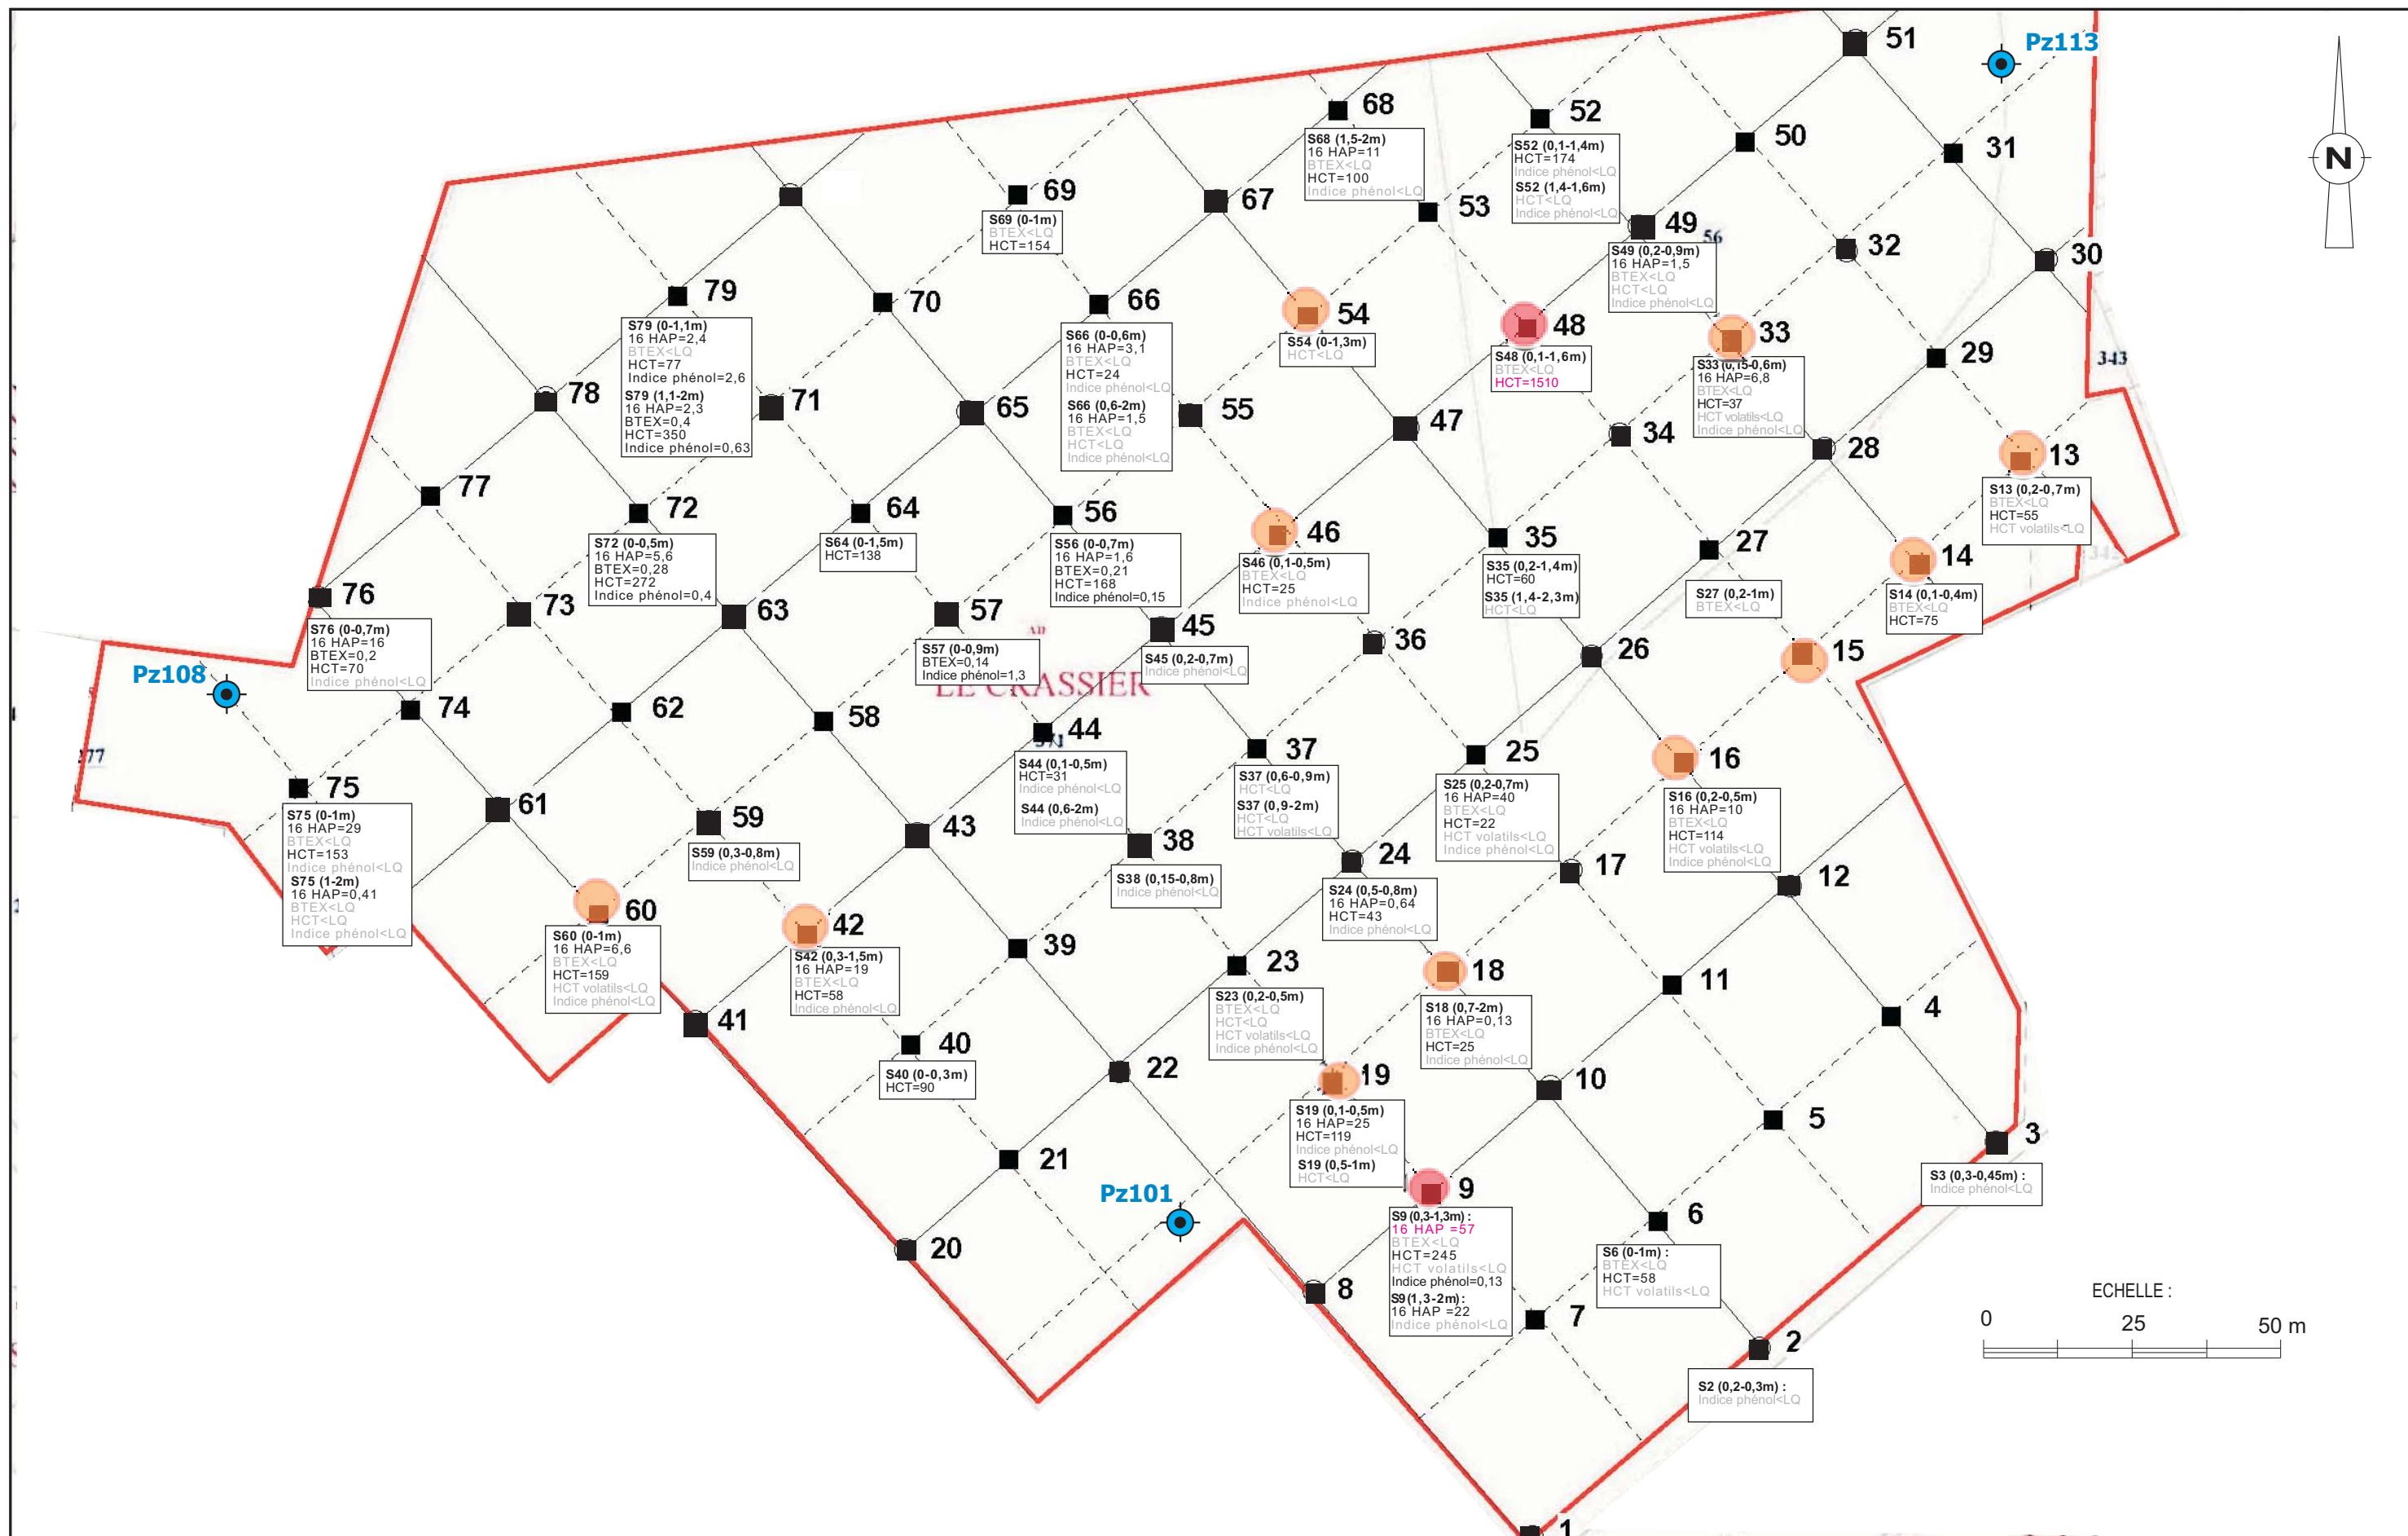 51
Pz113
68
52
50
31
S68 (1,5-2m)
16 HAP=11
BTEX<LQ
HCT=100
Indice phénol<LQ
S52 (0,1-1,4m)
HCT=174
Indice phénol<LQ
S52 (1,4-1,6m)
HCT<LQ
Indice phénol<LQ
N
69
67
53
49
56
32
30
S69 (0-1m)
BTEX<LQ
HCT=154
S49 (0,2-0,9m)
16 HAP=1,5
BTEX<LQ
HCT<LQ
Indice phénol<LQ
79
70
66
54
48
33
29
343
S79 (0-1,1m)
16 HAP=2,4
BTEX<LQ
HCT=77
Indice phénol=2,6
S79 (1,1-2m)
16 HAP=2,3
BTEX=0,4
HCT=350
Indice phénol=0,63
S66 (0-0,6m)
16 HAP=3,1
BTEX<LQ
HCT=24
Indice phénol<LQ
S66 (0,6-2m)
16 HAP=1,5
BTEX<LQ
HCT<LQ
Indice phénol<LQ
S54 (0-1,3m)
HCT<LQ
S48 (0,1-1,6m)
BTEX<LQ
HCT=1510
S33 (0,15-0,6m)
16 HAP=6,8
BTEX<LQ
HCT=37
HCT volatils<LQ
Indice phénol<LQ
78
71
65
55
47
34
28
13
S13 (0,2-0,7m)
BTEX<LQ
HCT=55
HCT volatils<LQ
77
72
64
56
46
35
27
14
342
S72 (0-0,5m)
16 HAP=5,6
BTEX=0,28
HCT=272
Indice phénol=0,4
S64 (0-1,5m)
HCT=138
S56 (0-0,7m)
16 HAP=1,6
BTEX=0,21
HCT=168
Indice phénol=0,15
S46 (0,1-0,5m)
BTEX<LQ
HCT=25
Indice phénol<LQ
S35 (0,2-1,4m)
HCT=60
S35 (1,4-2,3m)
HCT<LQ
S27 (0,2-1m)
BTEX<LQ
S14 (0,1-0,4m)
BTEX<LQ
HCT=75
76
73
63
57
45
36
26
15
S76 (0-0,7m)
16 HAP=16
BTEX=0,2
HCT=70
Indice phénol<LQ
S57 (0-0,9m)
BTEX=0,14
Indice phénol=1,3
S45 (0,2-0,7m)
Indice phénol<LQ
LE CRASSIER
Pz108
74
62
58
44
371
37
25
16
277
S44 (0,1-0,5m)
HCT=31
Indice phénol<LQ
S44 (0,6-2m)
Indice phénol<LQ
S37 (0,6-0,9m)
HCT<LQ
S37 (0,9-2m)
HCT<LQ
HCT volatils<LQ
S25 (0,2-0,7m)
16 HAP=40
BTEX<LQ
HCT=22
HCT volatils<LQ
Indice phénol<LQ
S16 (0,2-0,5m)
16 HAP=10
BTEX<LQ
HCT=114
HCT volatils<LQ
Indice phénol<LQ
75
61
59
43
38
24
17
12
S75 (0-1m)
16 HAP=29
BTEX<LQ
HCT=153
Indice phénol<LQ
S75 (1-2m)
16 HAP=0,41
BTEX<LQ
HCT<LQ
Indice phénol<LQ
S59 (0,3-0,8m)
Indice phénol<LQ
S38 (0,15-0,8m)
Indice phénol<LQ
S24 (0,5-0,8m)
16 HAP=0,64
HCT=43
Indice phénol<LQ
60
42
39
23
18
11
4
S60 (0-1m)
16 HAP=6,6
BTEX<LQ
HCT=159
HCT volatils<LQ
Indice phénol<LQ
S42 (0,3-1,5m)
16 HAP=19
BTEX<LQ
HCT=58
Indice phénol<LQ
S23 (0,2-0,5m)
BTEX<LQ
HCT<LQ
HCT volatils<LQ
Indice phénol<LQ
S18 (0,7-2m)
16 HAP=0,13
BTEX<LQ
HCT=25
Indice phénol<LQ
41
40
22
19
10
5
3
S40 (0-0,3m)
HCT=90
S19 (0,1-0,5m)
16 HAP=25
HCT=119
Indice phénol<LQ
S19 (0,5-1m)
HCT<LQ
S3 (0,3-0,45m) :
Indice phénol<LQ
21
Pz101
9
6
20
S9 (0,3-1,3m) :
16 HAP =57
BTEX<LQ
HCT=245
HCT volatils<LQ
Indice phénol=0,13
S9 (1,3-2m) :
16 HAP =22
Indice phénol<LQ
S6 (0-1m) :
BTEX<LQ
HCT=58
HCT volatils<LQ
8
7
2
S2 (0,2-0,3m) :
Indice phénol<LQ
ECHELLE :
0 25 50 m
1